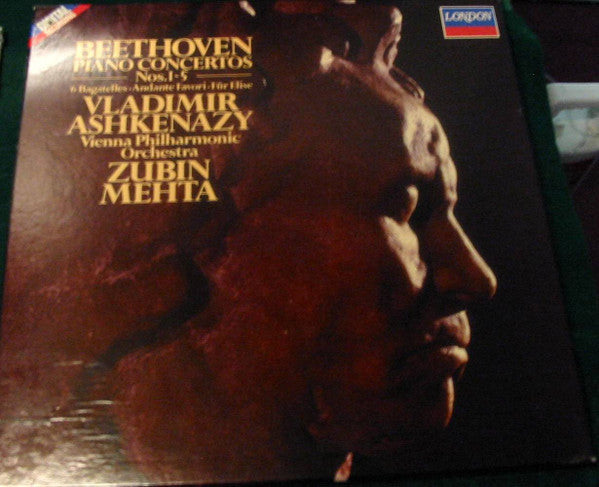 DIGITAL
LONDON
BEETHOVEN
PIANO CONCERTOS
Nos.1-5
6 Bagatelles · Andante Favori · Für Elise
VLADIMIR
ASHKENAZY
Vienna Philharmonic
Orchestra
ZUBIN
MEHTA